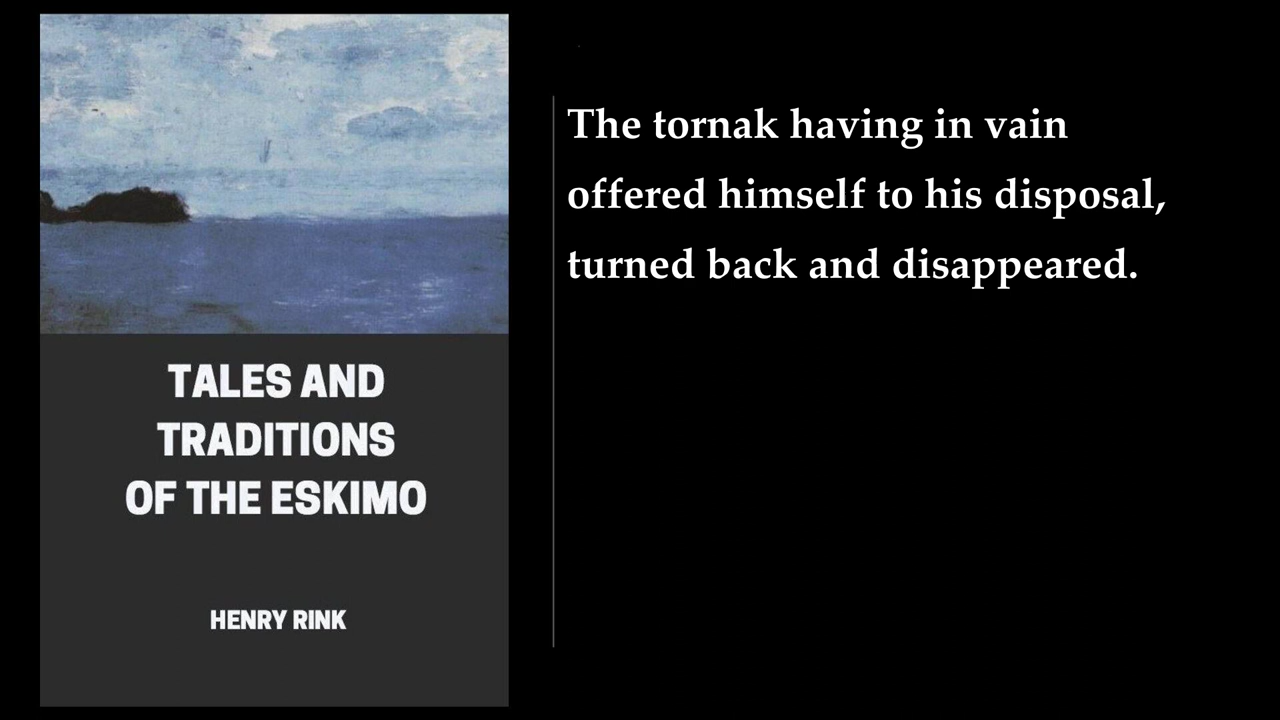 TALES AND
TRADITIONS
OF THE ESKIMO
HENRY RINK
The tornak having in vain
offered himself to his disposal,
turned back and disappeared.